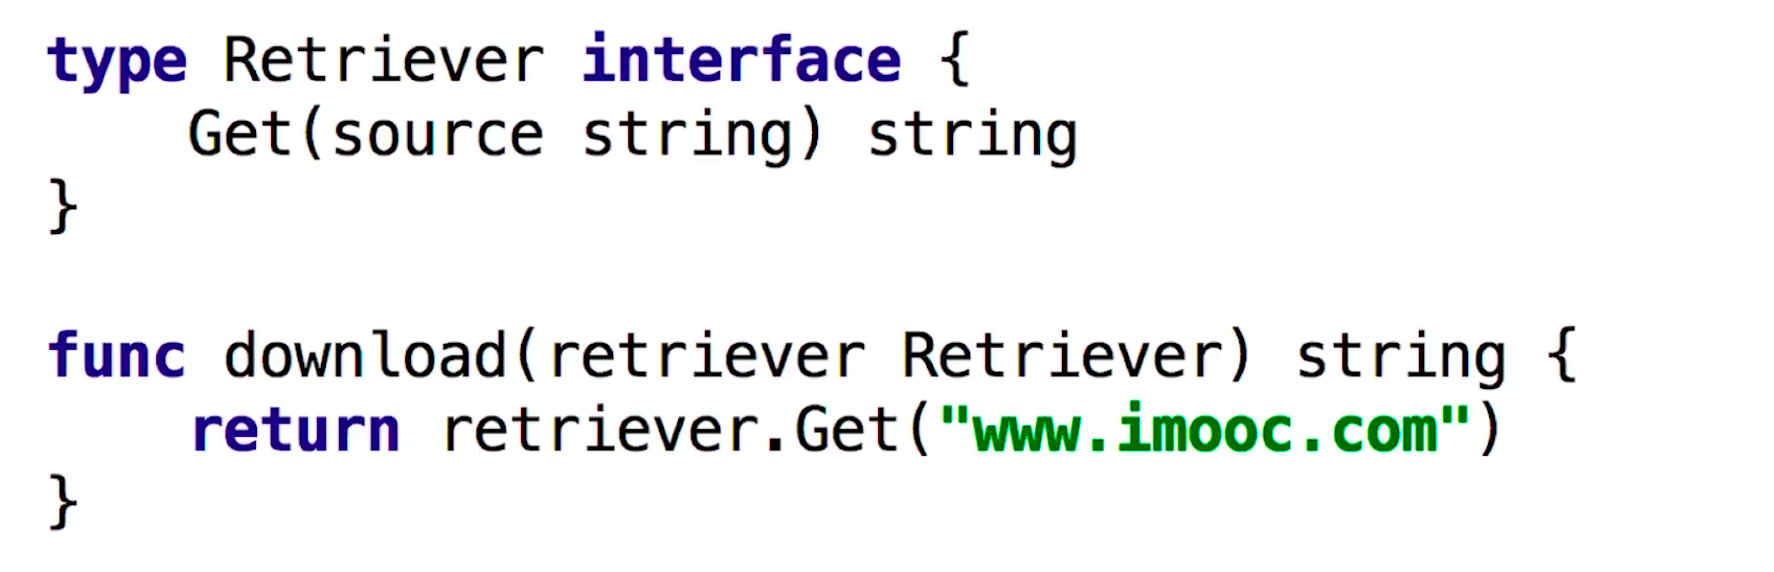 type Retriever interface {
    Get(source string) string
}
func download(retriever Retriever) string {
    return retriever.Get("www.imooc.com")
}